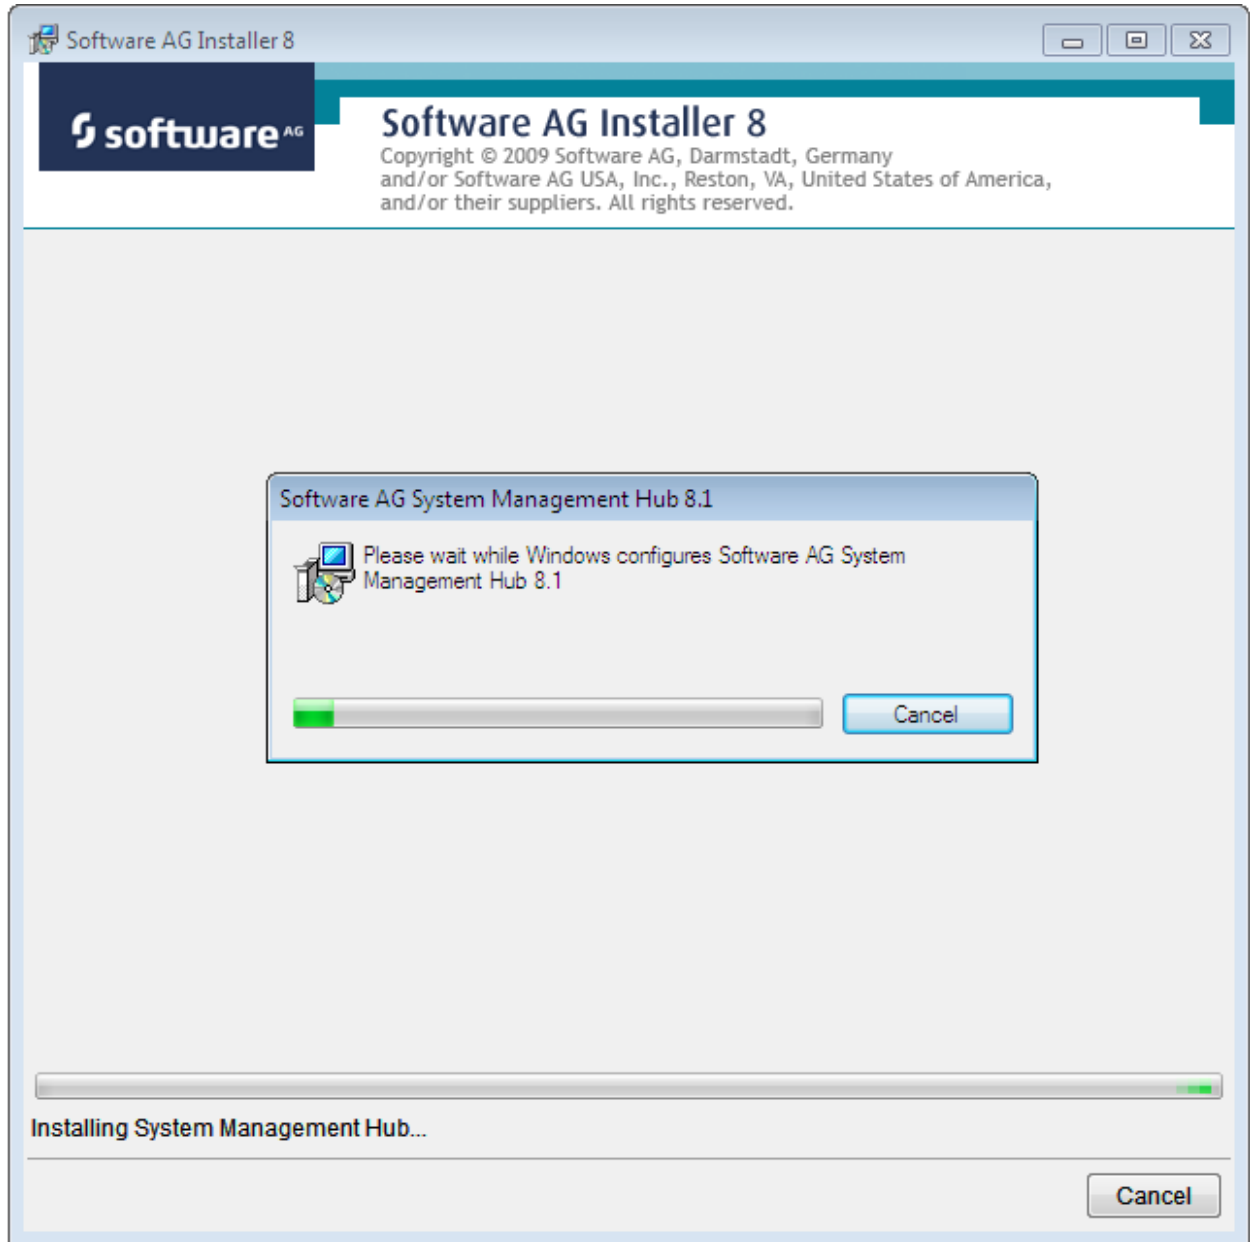 Software AG Installer 8
software AG
Software AG Installer 8
Copyright © 2009 Software AG, Darmstadt, Germany
and/or Software AG USA, Inc., Reston, VA, United States of America,
and/or their suppliers. All rights reserved.
Software AG System Management Hub 8.1
Please wait while Windows configures Software AG System
Management Hub 8.1
Cancel
Installing System Management Hub...
Cancel